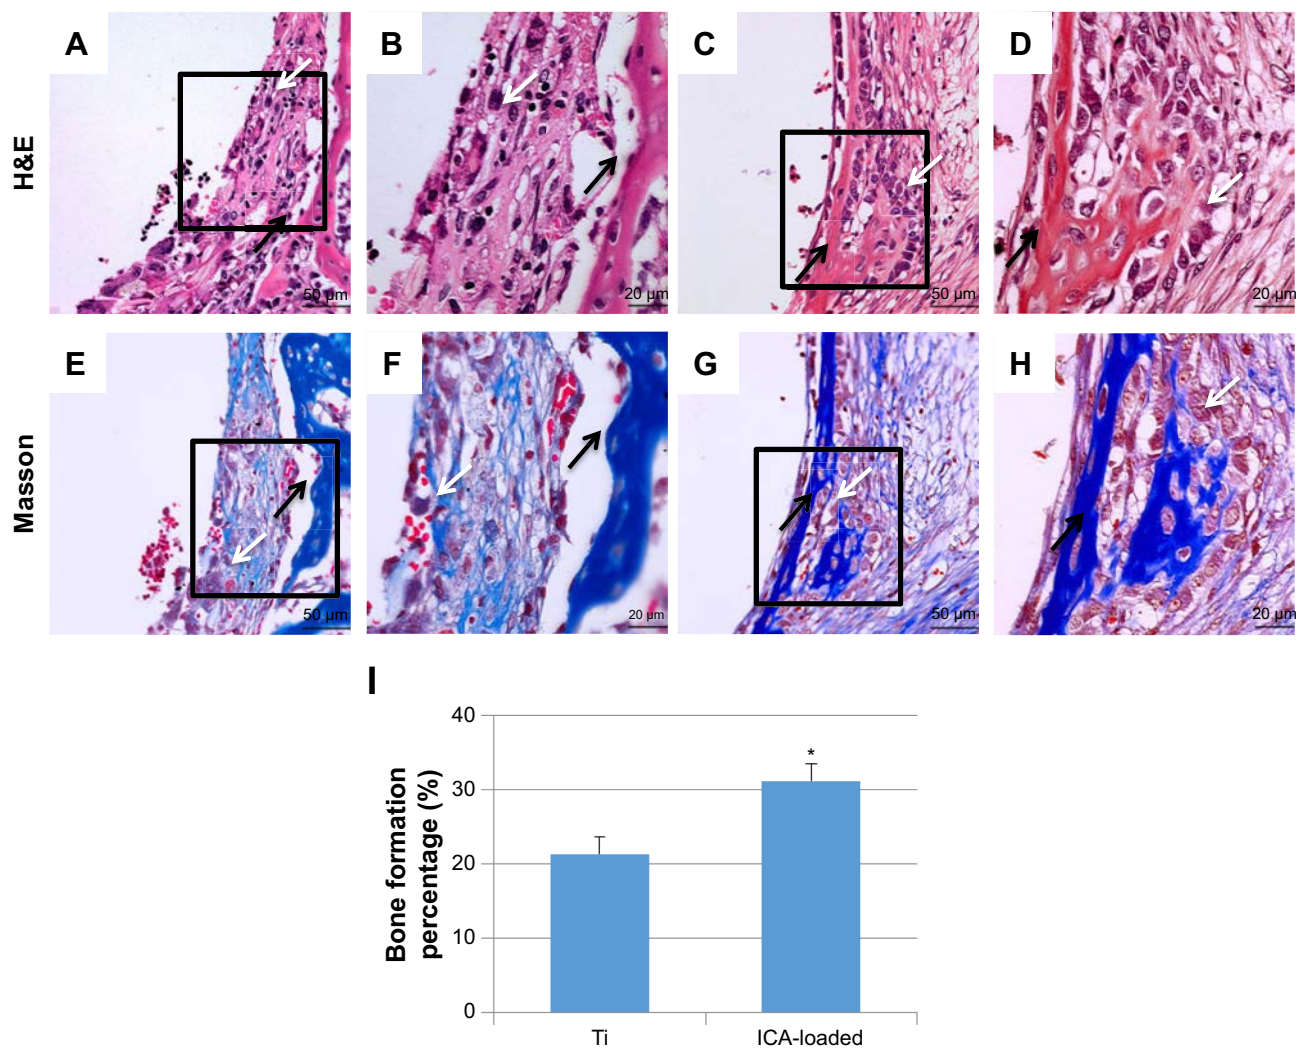 A
B
C
D
H&E
50 µm
20 µm
50 µm
20 µm
E
F
G
H
Masson
50 µm
20 µm
50 µm
20 µm
I
40
30
20
10
0
*
Bone formation
percentage (%)
Ti
ICA-loaded